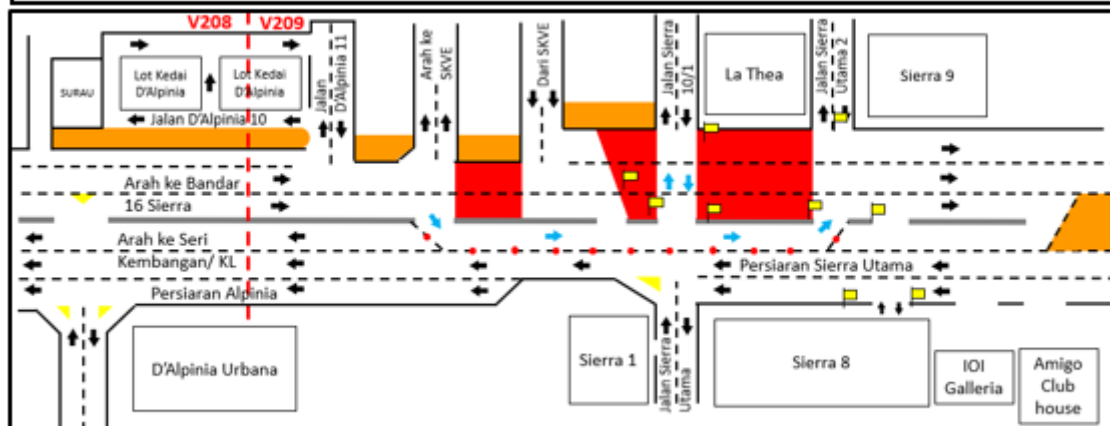 V208 V209
Lot Kedai
D'Alpinia
Lot Kedai
D'Alpinia
SURAU
Jalan D'Alpinia 10
Jalan
D'Alpinia 11
Arah ke
SKVE
Dari SKVE
Jalan Sierra
10/1
La Thea
Jalan Sierra
Utama 2
Sierra 9
Arah ke Bandar
16 Sierra
Arah ke Seri
Kembangan/ KL
Persiaran Alpinia
Persiaran Sierra Utama
D'Alpinia Urbana
Sierra 1
Jalan Sierra
Utama
Sierra 8
IOI
Galleria
Amigo
Club
house